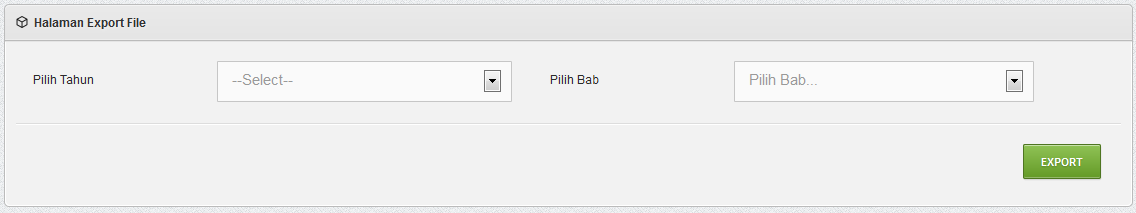 Halaman Export File
Pilih Tahun --Select-- Pilih Bab Pilih Bab...
EXPORT